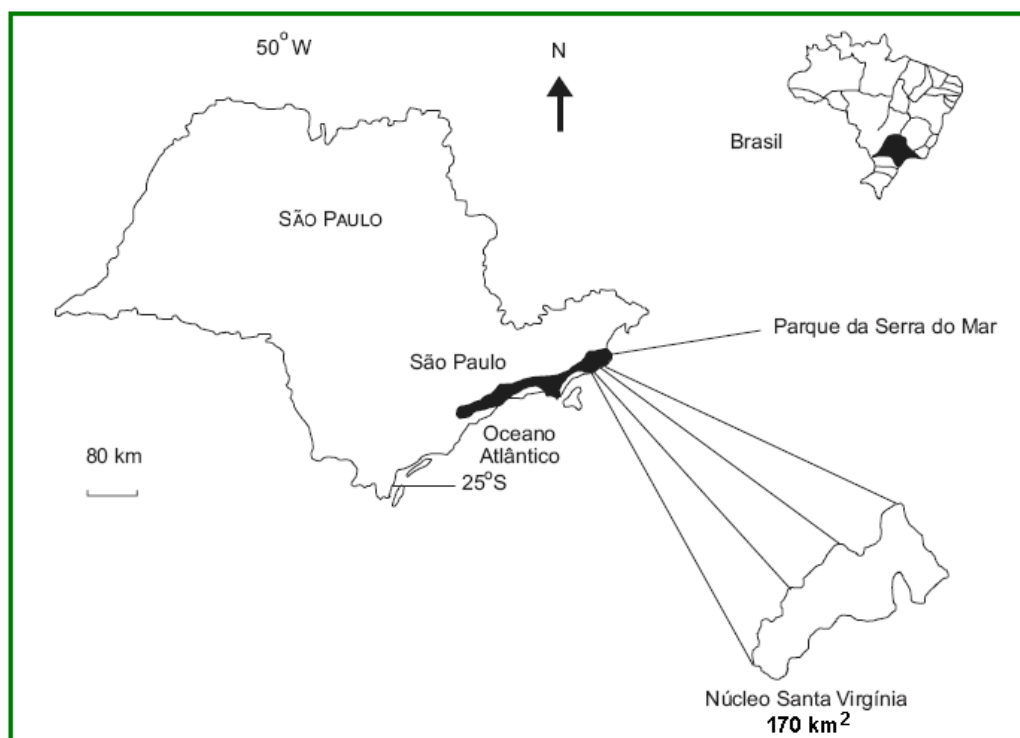 50° W
N
Brasil
SÃO PAULO
Parque da Serra do Mar
São Paulo
Oceano
Atlântico
80 km
25°S
Núcleo Santa Virgínia
170 km²